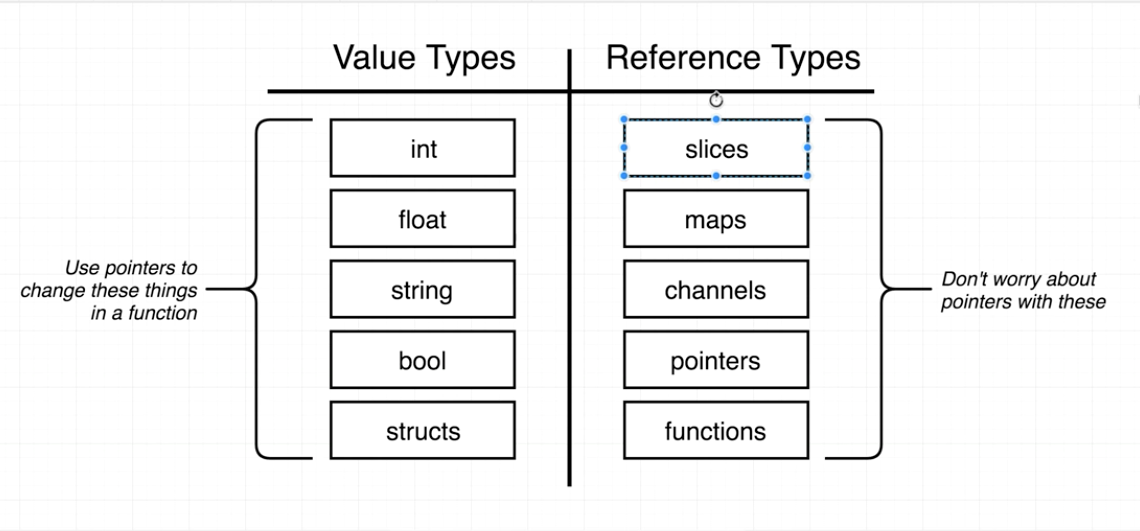 Value Types
Reference Types
int
slices
float
maps
Use pointers to
change these things
in a function
string
channels
Don't worry about
pointers with these
bool
pointers
structs
functions